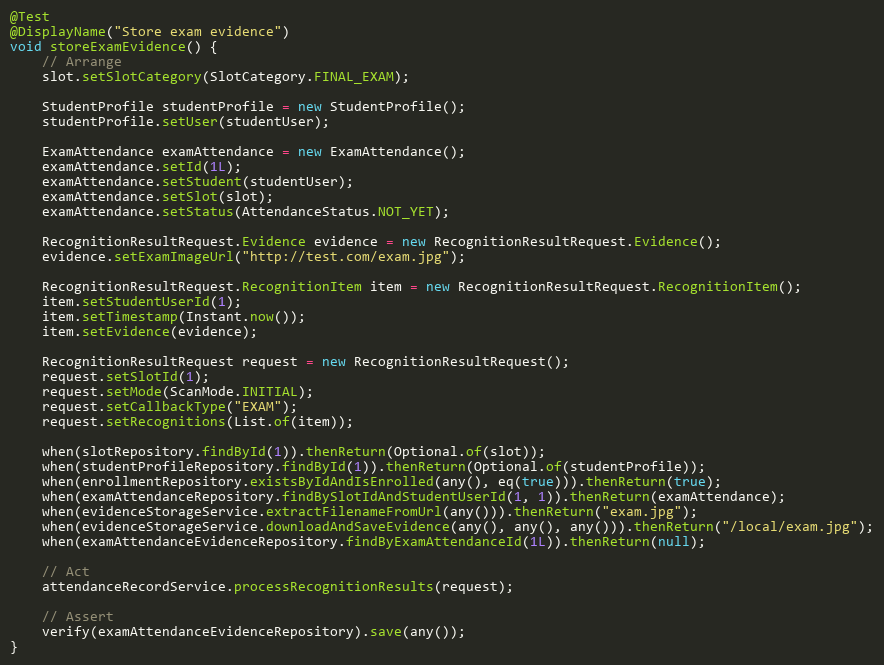 @Test
@DisplayName("Store exam evidence")
void storeExamEvidence() {
    // Arrange
    slot.setSlotCategory(SlotCategory.FINAL_EXAM);

    StudentProfile studentProfile = new StudentProfile();
    studentProfile.setUser(studentUser);

    ExamAttendance examAttendance = new ExamAttendance();
    examAttendance.setId(1L);
    examAttendance.setStudent(studentUser);
    examAttendance.setSlot(slot);
    examAttendance.setStatus(AttendanceStatus.NOT_YET);

    RecognitionResultRequest.Evidence evidence = new RecognitionResultRequest.Evidence();
    evidence.setExamImageUrl("http://test.com/exam.jpg");

    RecognitionResultRequest.RecognitionItem item = new RecognitionResultRequest.RecognitionItem();
    item.setStudentUserId(1);
    item.setTimestamp(Instant.now());
    item.setEvidence(evidence);

    RecognitionResultRequest request = new RecognitionResultRequest();
    request.setSlotId(1);
    request.setMode(ScanMode.INITIAL);
    request.setCallbackType("EXAM");
    request.setRecognitions(List.of(item));

    when(slotRepository.findById(1)).thenReturn(Optional.of(slot));
    when(studentProfileRepository.findById(1)).thenReturn(Optional.of(studentProfile));
    when(enrollmentRepository.existsByIdAndIsEnrolled(any(), eq(true))).thenReturn(true);
    when(examAttendanceRepository.findBySlotIdAndStudentUserId(1, 1)).thenReturn(examAttendance);
    when(evidenceStorageService.extractFilenameFromUrl(any())).thenReturn("exam.jpg");
    when(evidenceStorageService.downloadAndSaveEvidence(any(), any(), any())).thenReturn("/local/exam.jpg");
    when(examAttendanceEvidenceRepository.findByExamAttendanceId(1L)).thenReturn(null);

    // Act
    attendanceRecordService.processRecognitionResults(request);

    // Assert
    verify(examAttendanceEvidenceRepository).save(any());
}